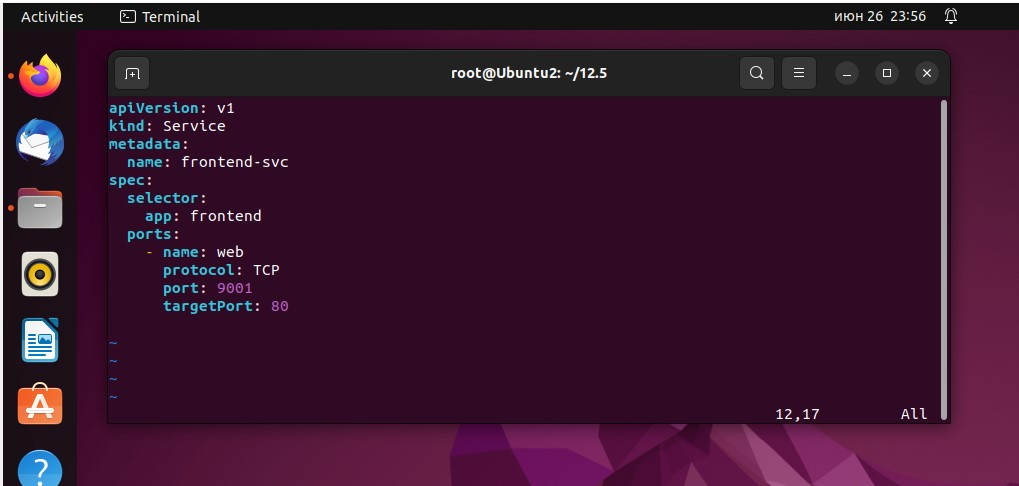 Activities
Terminal
июн 26 23:56
root@Ubuntu2: ~/12.5
apiVersion: v1
kind: Service
metadata:
  name: frontend-svc
spec:
  selector:
    app: frontend
  ports:
    - name: web
      protocol: TCP
      port: 9001
      targetPort: 80
~
~
~
~
12,17 All
?